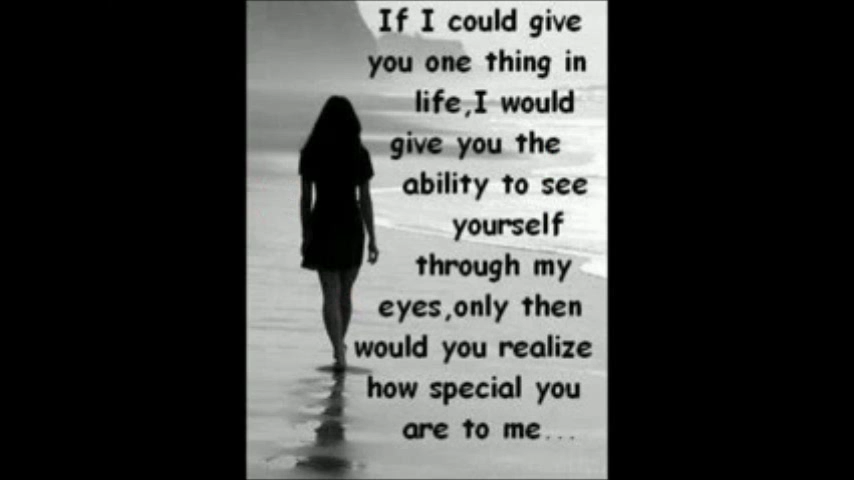 If I could give
you one thing in
life,I would
give you the
ability to see
yourself
through my
eyes,only then
would you realize
how special you
are to me...